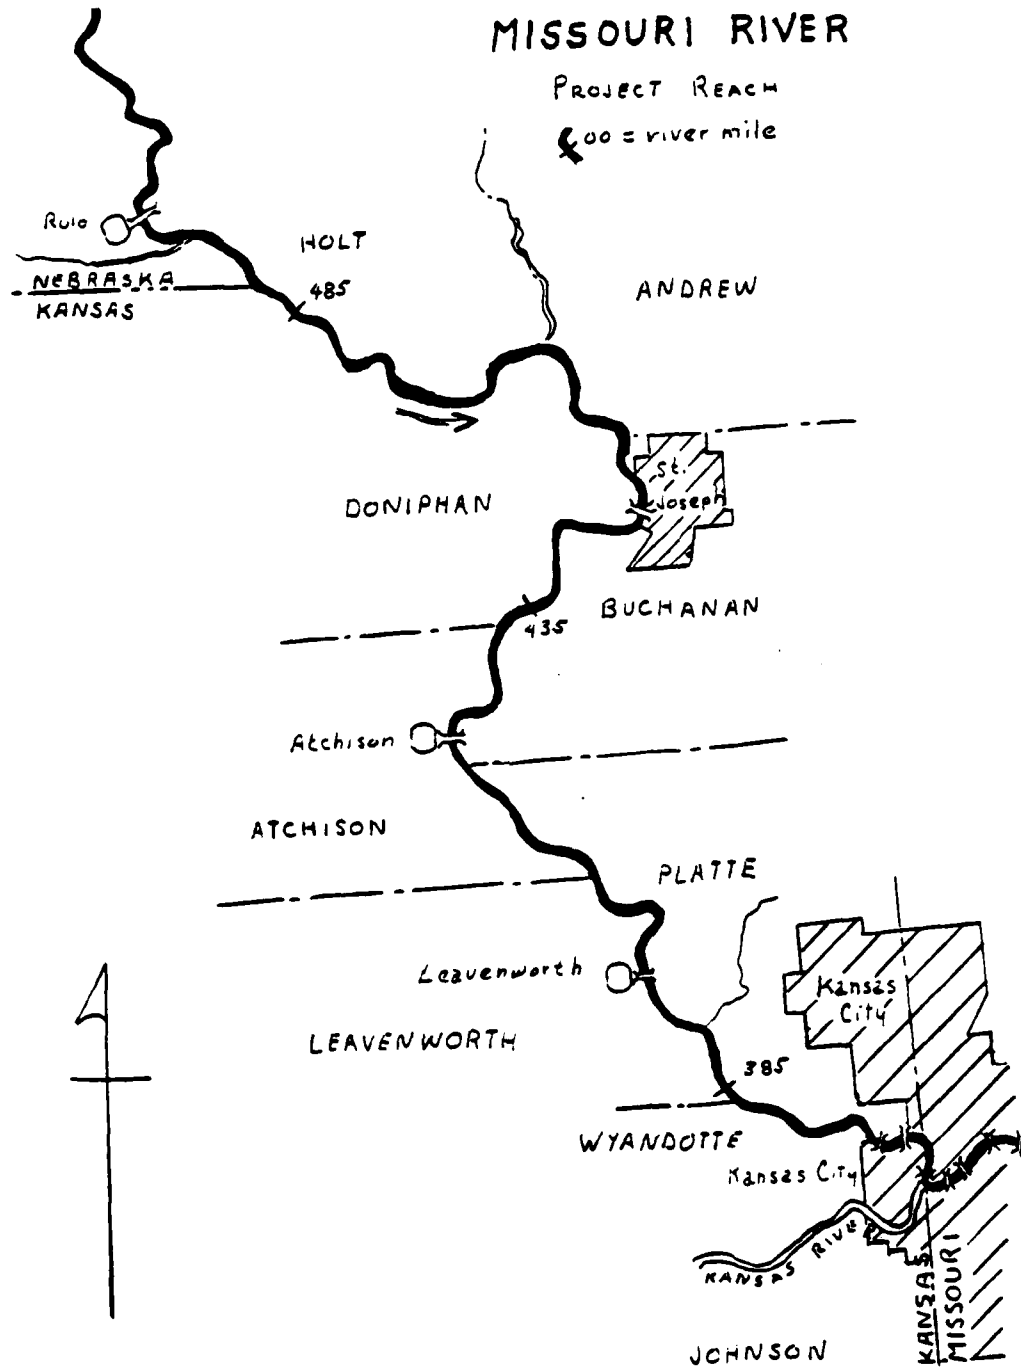 MISSOURI RIVER
PROJECT REACH
00 = river mile
Rulo
HOLT
NEBRASKA
KANSAS
485
ANDREW
St.
Joseph
DONIPHAN
BUCHANAN
435
Atchison
ATCHISON
PLATTE
Leavenworth
Kansas
City
LEAVENWORTH
385
WYANDOTTE
Kansas City
KANSAS RIVER
KANSAS
MISSOURI
JOHNSON